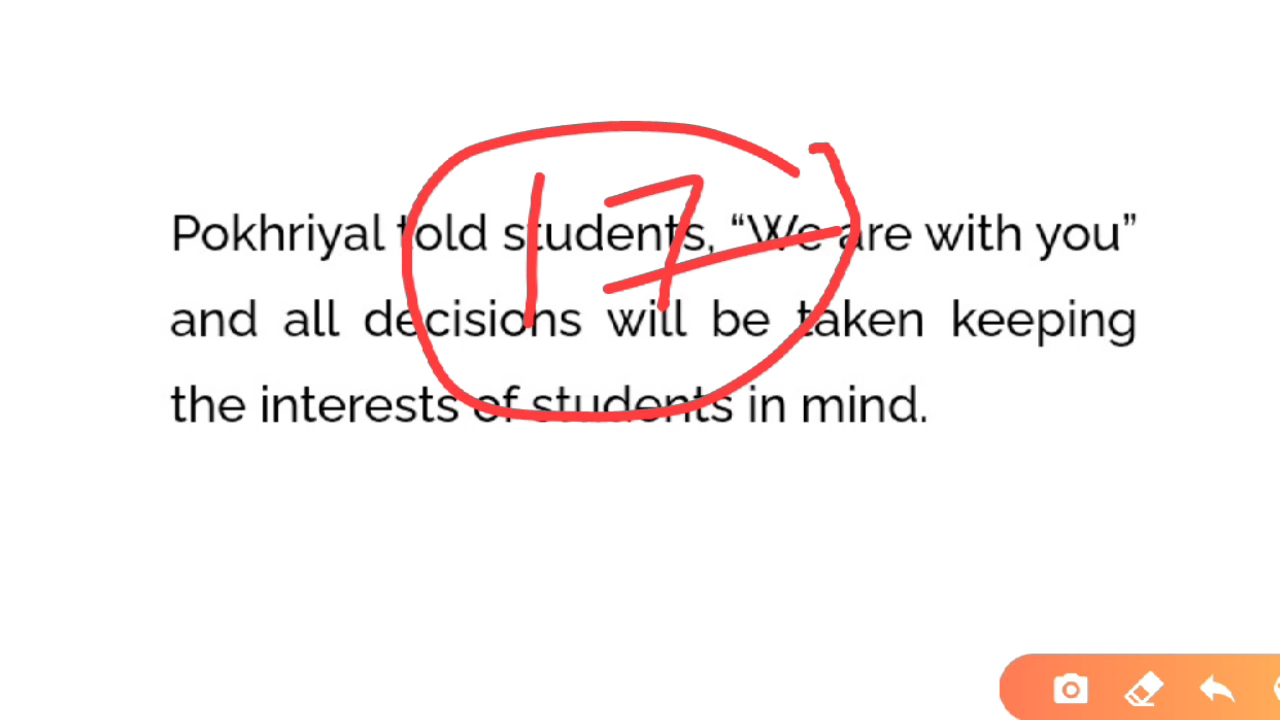 17
Pokhriyal told students, “We are with you”
and all decisions will be taken keeping
the interests of students in mind.